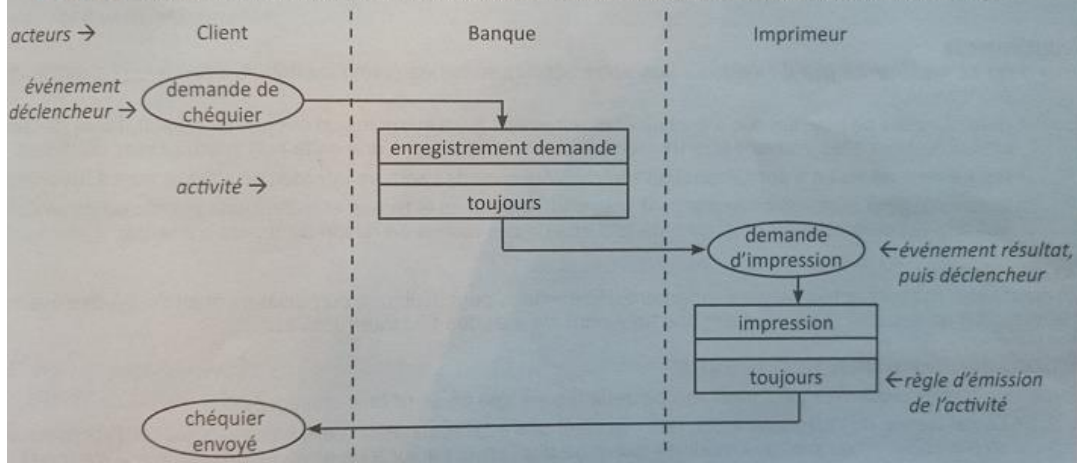 acteurs → Client Banque Imprimeur
événement
déclencheur →
demande de
chéquier
enregistrement demande
activité →
toujours
demande
d'impression
←événement résultat,
puis déclencheur
impression
toujours
←règle d'émission
de l'activité
chéquier
envoyé